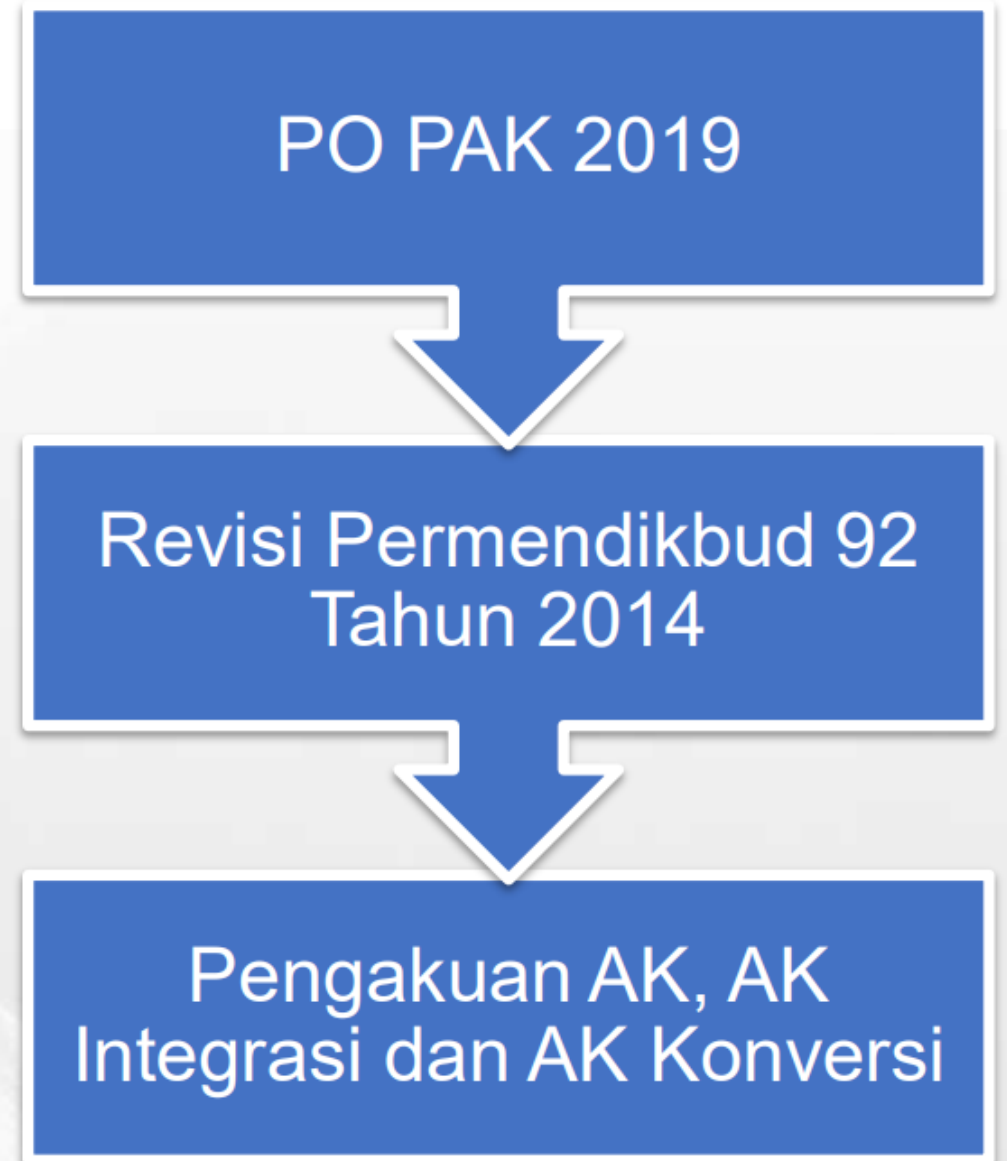 PO PAK 2019
Revisi Permendikbud 92
Tahun 2014
Pengakuan AK, AK
Integrasi dan AK Konversi